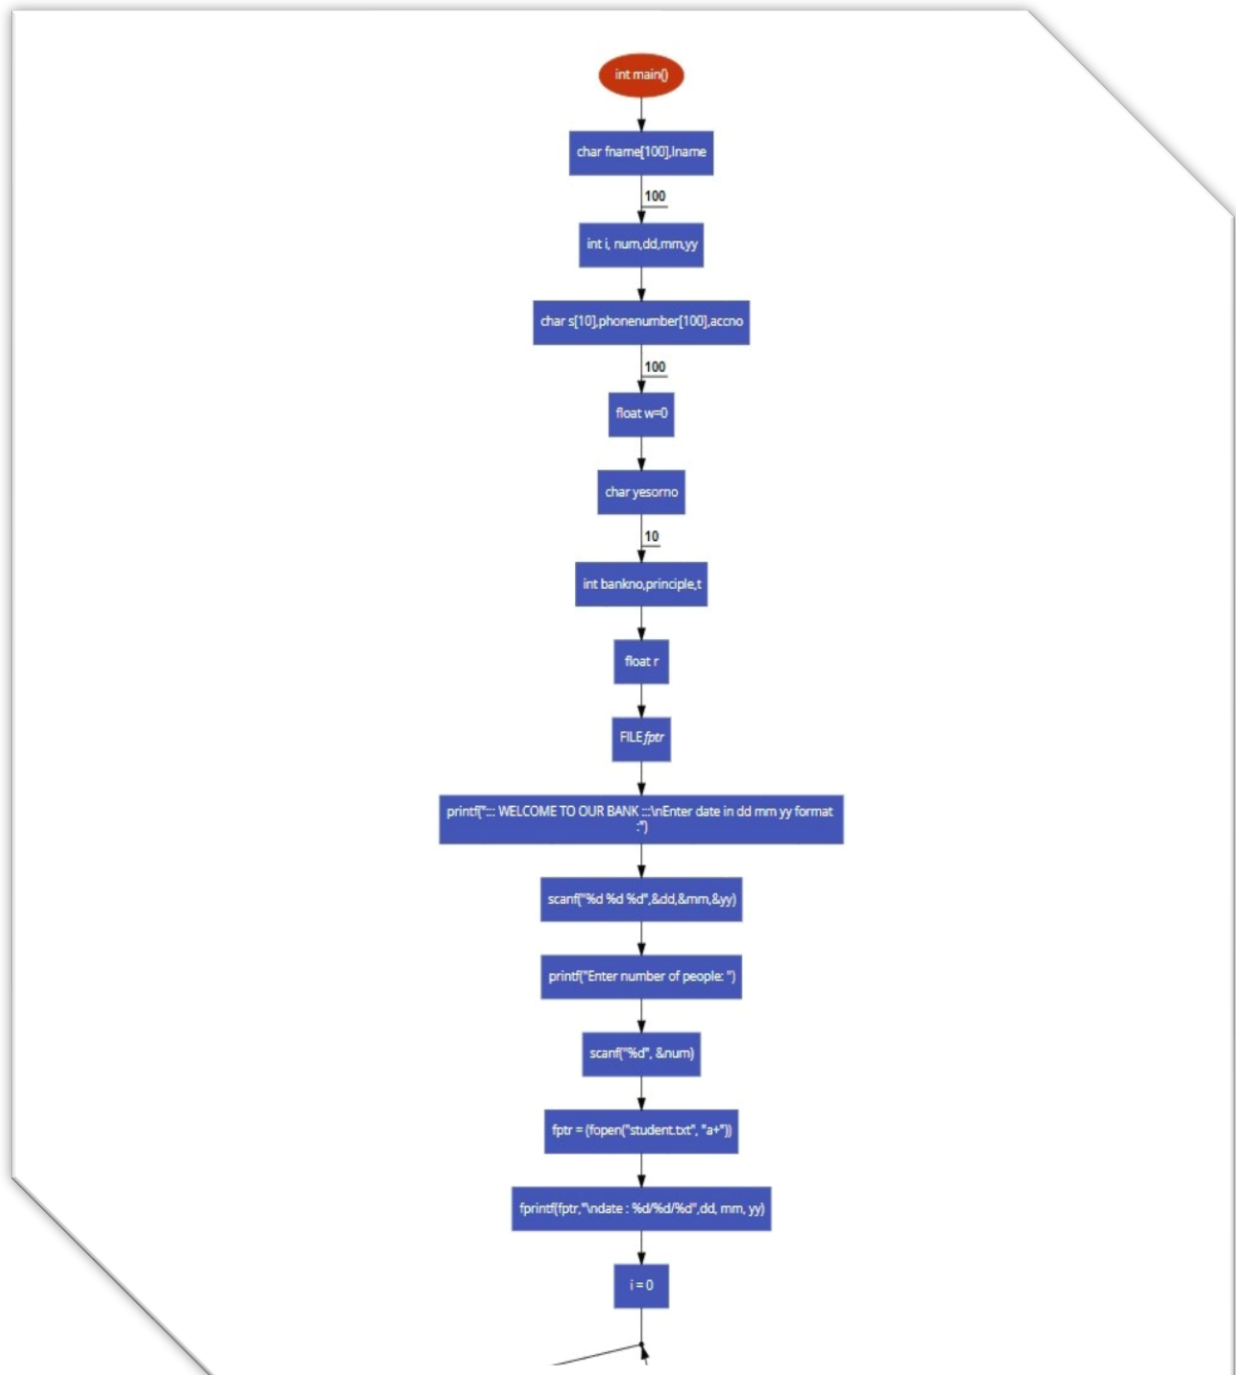 int main()
char fname[100],lname
100
int i, num,dd,mm,yy
char s[10],phonenumber[100],accno
100
float w=0
char yesorno
10
int bankno,principle,t
float r
FILE fptr
printf("::: WELCOME TO OUR BANK :::\nEnter date in dd mm yy format
:")
scanf("%d %d %d",&dd,&mm,&yy)
printf("Enter number of people: ")
scanf("%d", &num)
fptr = (fopen("student.txt", "a+"))
fprintf(fptr,"\ndate : %d/%d/%d",dd, mm, yy)
i = 0